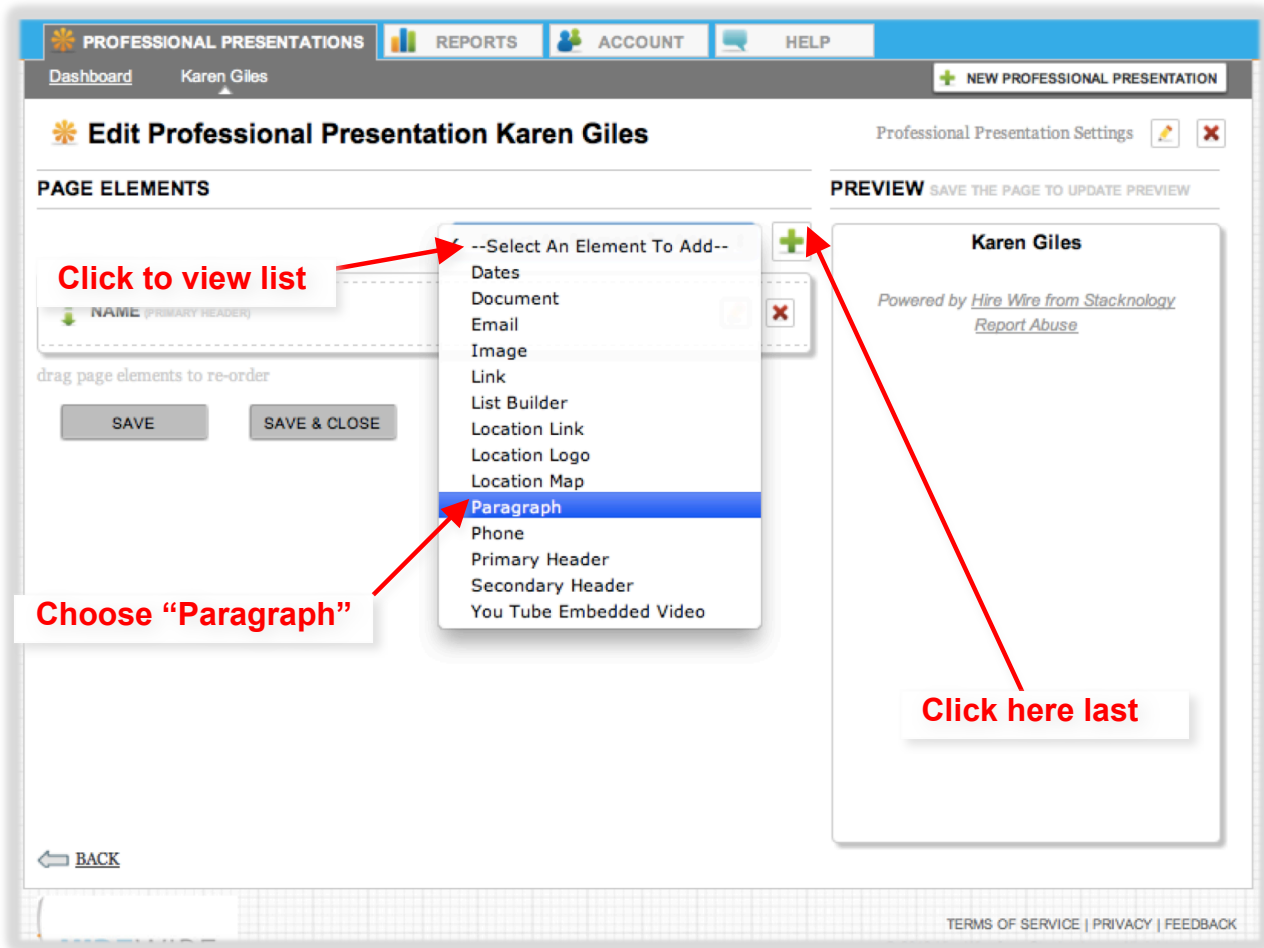 PROFESSIONAL PRESENTATIONS REPORTS ACCOUNT HELP
Dashboard Karen Giles NEW PROFESSIONAL PRESENTATION
Edit Professional Presentation Karen Giles Professional Presentation Settings
PAGE ELEMENTS
PREVIEW SAVE THE PAGE TO UPDATE PREVIEW
--Select An Element To Add--
Dates
Document
Email
Image
Link
List Builder
Location Link
Location Logo
Location Map
Paragraph
Phone
Primary Header
Secondary Header
You Tube Embedded Video
Click to view list
NAME (PRIMARY HEADER)
drag page elements to re-order
SAVE SAVE & CLOSE
Choose “Paragraph”
Karen Giles
Powered by Hire Wire from Stacknology
Report Abuse
Click here last
BACK
TERMS OF SERVICE | PRIVACY | FEEDBACK